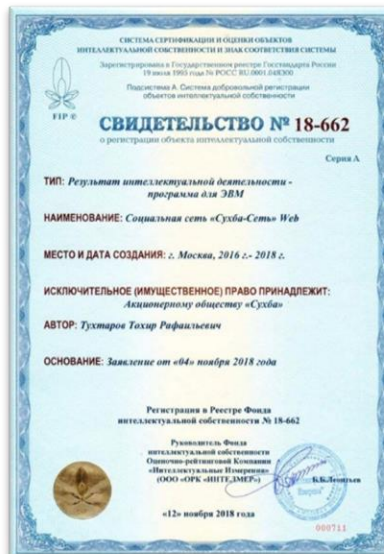 СИСТЕМА СЕРТИФИКАЦИИ И ОЦЕНКИ ОБЪЕКТОВ
ИНТЕЛЛЕКТУАЛЬНОЙ СОБСТВЕННОСТИ И ЗНАК СООТВЕТСТВИЯ СИСТЕМЫ
Зарегистрирована в Государственном реестре Госстандарта России
19 июля 1993 года № РОСС RU.0001.
Подсистема А. Система добровольной регистрации
объектов интеллектуальной собственности
FIP ®
СВИДЕТЕЛЬСТВО № 18-662
о регистрации объекта интеллектуальной собственности
Серия А
ТИП: Результат интеллектуальной деятельности -
программа для ЭВМ
НАИМЕНОВАНИЕ: Социальная сеть «Сухба-Сеть» Web
МЕСТО И ДАТА СОЗДАНИЯ: г. Москва, 2016 г.- 2018 г.
ИСКЛЮЧИТЕЛЬНОЕ (ИМУЩЕСТВЕННОЕ) ПРАВО ПРИНАДЛЕЖИТ:
Акционерному обществу «Сухба»
АВТОР: Тухтаров Тохир Рафаильевич
ОСНОВАНИЕ: Заявление от «04» ноября 2018 года
Регистрация в Реестре Фонда
интеллектуальной собственности № 18-662
Руководитель Фонда
интеллектуальной собственности
Оценочно-рейтинговой Компании
«Интеллектуальные Измерения»
(ООО «ОРК «ИНТЕЛМЕР»)
Б.Б.Леонтьев
«12» ноября 2018 года
000711